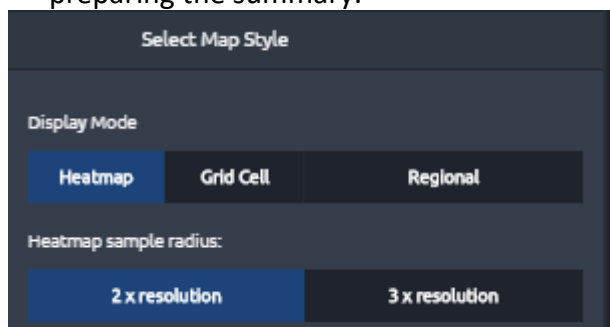 preparing the summary.
Select Map Style
Display Mode
Heatmap Grid Cell Regional
Heatmap sample radius:
2 x resolution 3 x resolution